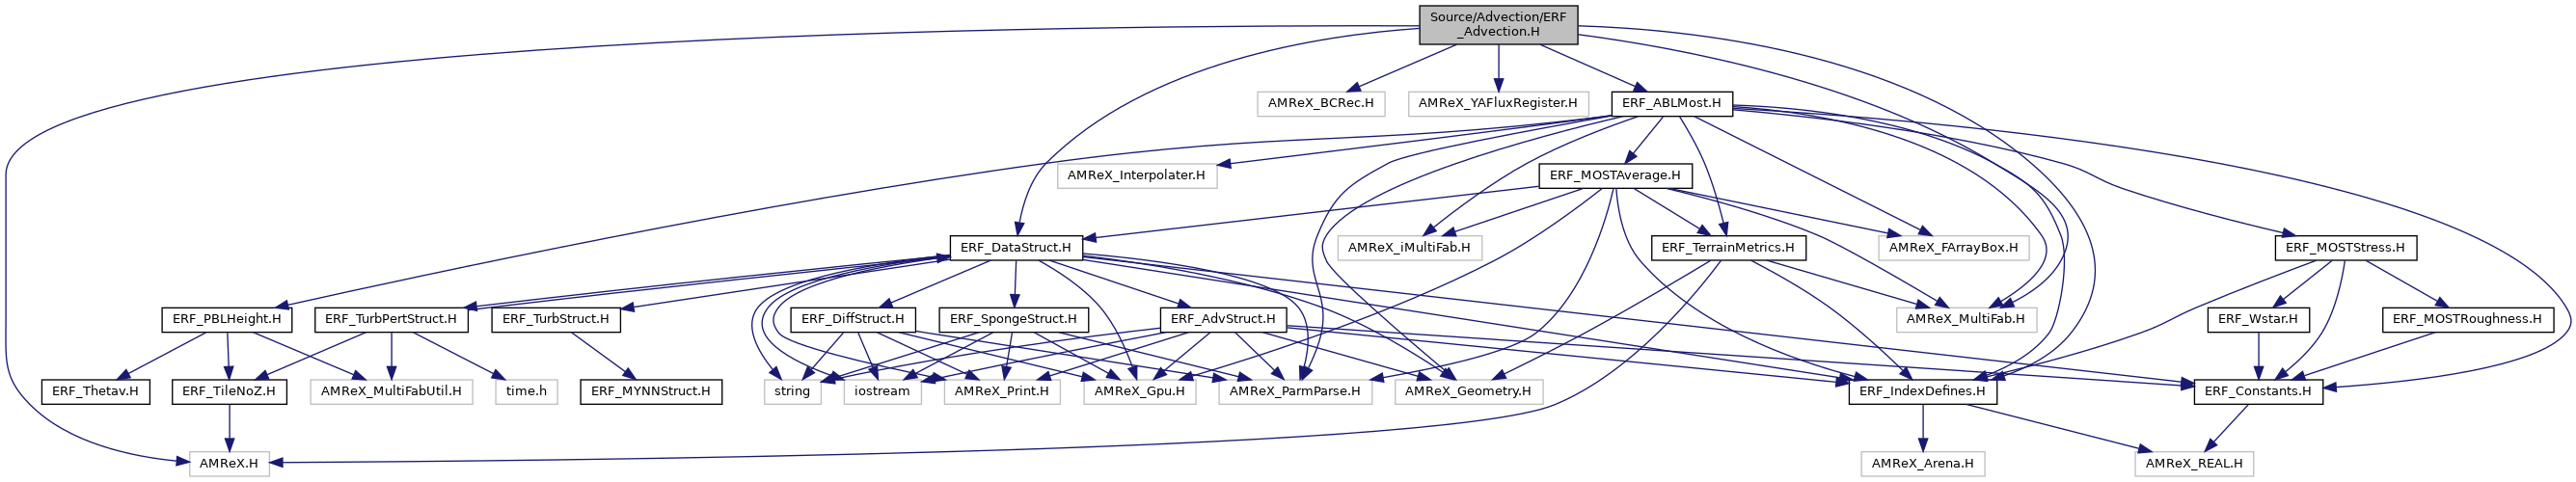 Source/Advection/ERF
_Advection.H
AMReX_BCRec.H
AMReX_YAFluxRegister.H
ERF_ABLMost.H
AMReX_Interpolater.H
ERF_MOSTAverage.H
ERF_DataStruct.H
AMReX_iMultiFab.H
ERF_TerrainMetrics.H
AMReX_FArrayBox.H
ERF_MOSTStress.H
ERF_PBLHeight.H
ERF_TurbPertStruct.H
ERF_TurbStruct.H
ERF_DiffStruct.H
ERF_SpongeStruct.H
ERF_AdvStruct.H
AMReX_MultiFab.H
ERF_Wstar.H
ERF_MOSTRoughness.H
ERF_Thetav.H
ERF_TileNoZ.H
AMReX_MultiFabUtil.H
time.h
ERF_MYNNStruct.H
string
iostream
AMReX_Print.H
AMReX_Gpu.H
AMReX_ParmParse.H
AMReX_Geometry.H
ERF_IndexDefines.H
ERF_Constants.H
AMReX.H
AMReX_Arena.H
AMReX_REAL.H